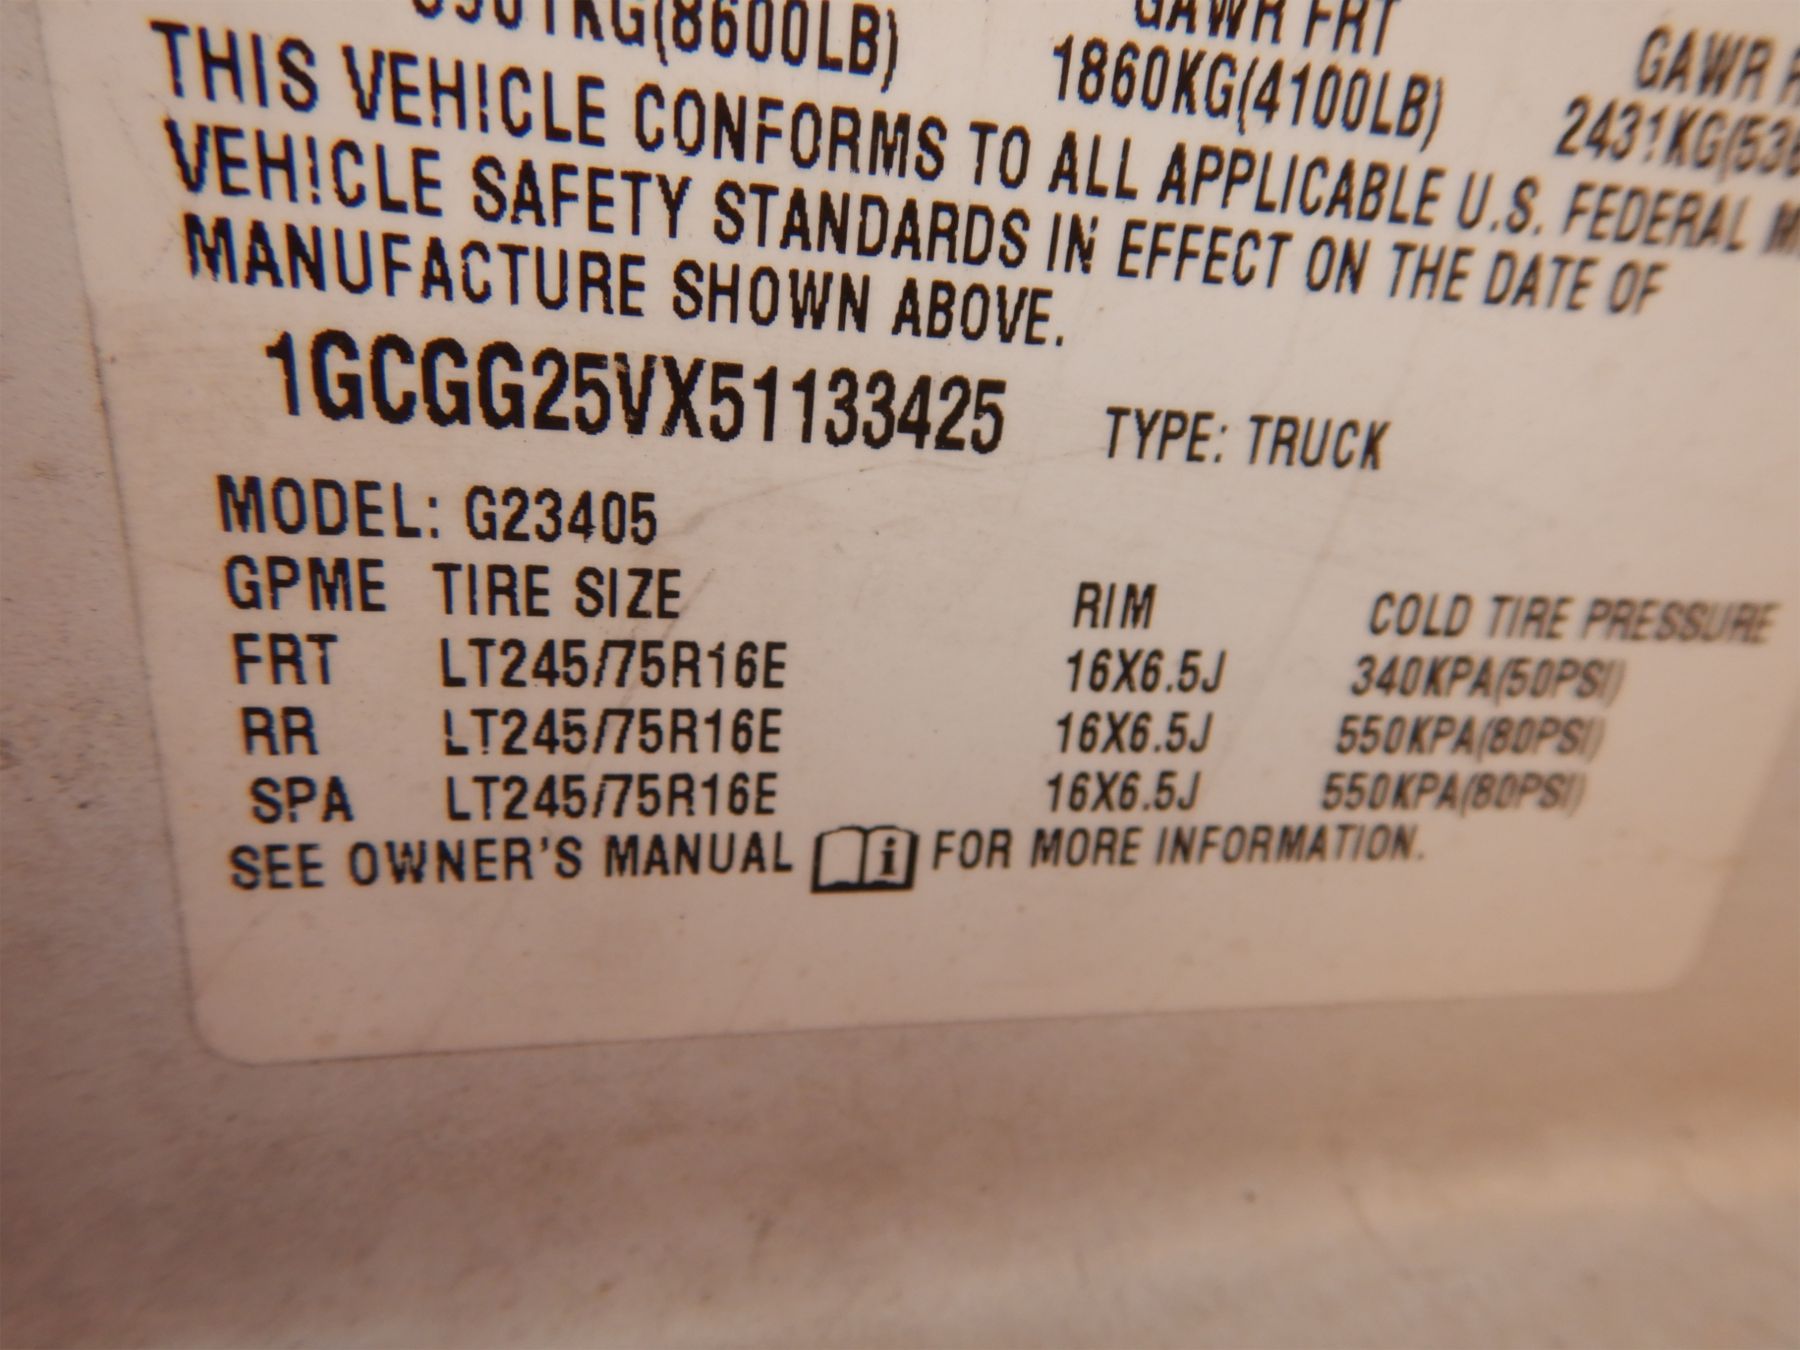 3901KG(8600LB) GAWR FRT GAWR
1860KG(4100LB)
THIS VEHICLE CONFORMS TO ALL APPLICABLE U.S. FEDERAL
VEHICLE SAFETY STANDARDS IN EFFECT ON THE DATE OF
MANUFACTURE SHOWN ABOVE.
1GCGG25VX51133425 TYPE: TRUCK
MODEL: G23405
GPME TIRE SIZE RIM COLD TIRE PRESSURE
FRT LT245/75R16E 16X6.5J 340KPA(50PSI)
RR LT245/75R16E 16X6.5J 550KPA(80PSI)
SPA LT245/75R16E 16X6.5J 550KPA(80PSI)
SEE OWNER'S MANUAL i FOR MORE INFORMATION.